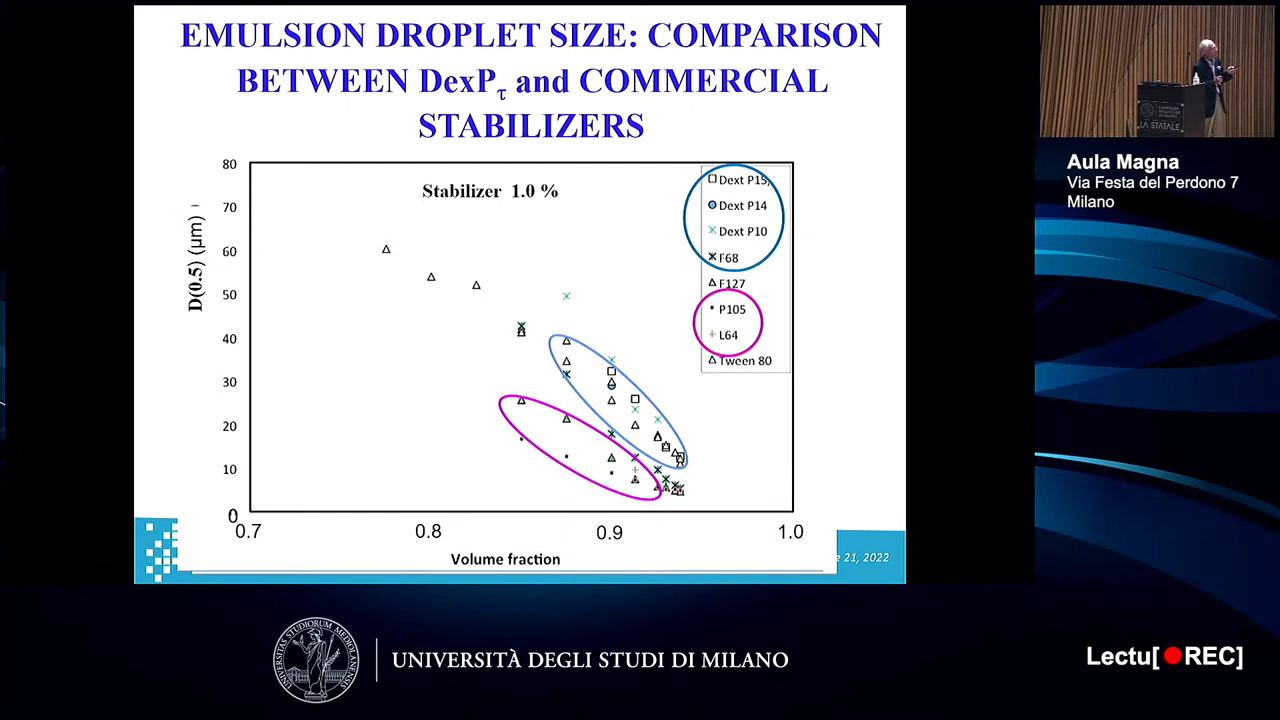 EMULSION DROPLET SIZE: COMPARISON
BETWEEN DexPτ and COMMERCIAL
STABILIZERS
Stabilizer 1.0 %
D(0.5) (μm)
80
70
60
50
40
30
20
10
0
0.7
0.8
0.9
1.0
Volume fraction
Dext P15,
Dext P14
Dext P10
F68
F127
P105
L64
Tween 80
21, 2022
LA STATALE
Aula Magna
Via Festa del Perdono 7
Milano
UNIVERSITÀ DEGLI STUDI DI MILANO
Lectu[REC]